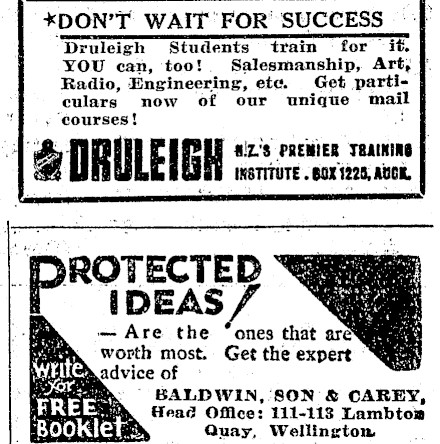 ★DON'T WAIT FOR SUCCESS
Druleigh Students train for it.
YOU can, too! Salesmanship, Art,
Radio, Engineering, etc. Get parti-
culars now of our unique mail
courses!
DRULEIGH N.Z.'S PREMIER TRAINING
INSTITUTE. BOX 1225, AUCK.
PROTECTED
IDEAS!
— Are the ones that are
worth most. Get the expert
advice of
Write
for
FREE
Booklet
BALDWIN, SON & CAREY,
Head Office: 111-113 Lambton
Quay, Wellington.